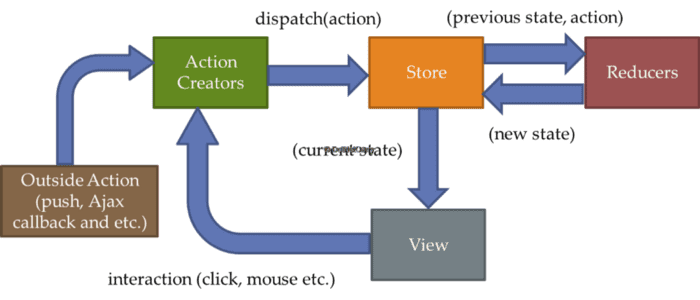 dispatch(action)
(previous state, action)
Action
Creators
Store
Reducers
(new state)
(current state)
Outside Action
(push, Ajax
callback and etc.)
View
interaction (click, mouse etc.)